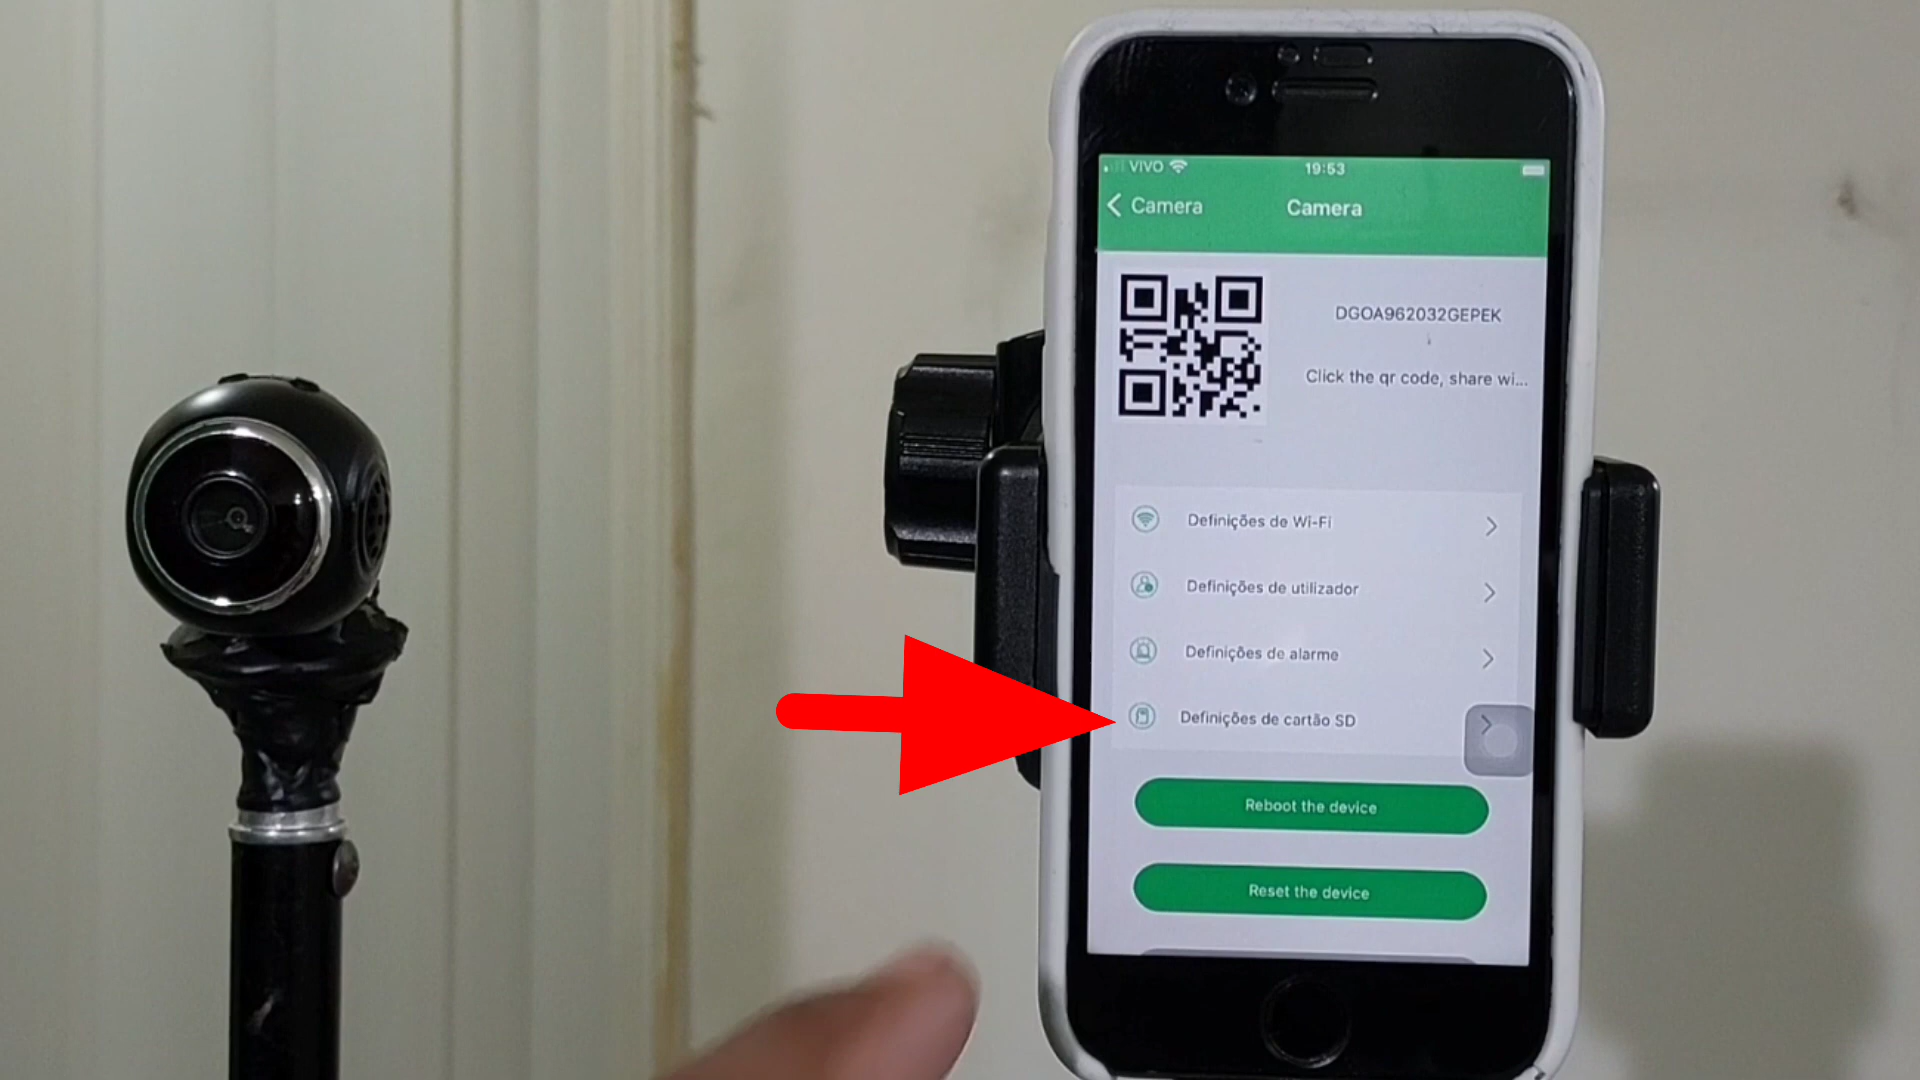 VIVO 19:53
Camera Camera
DGOA962032GEPEK
Click the qr code, share wi...
Definições de Wi-Fi
Definições de utilizador
Definições de alarme
Definições de cartão SD
Reboot the device
Reset the device